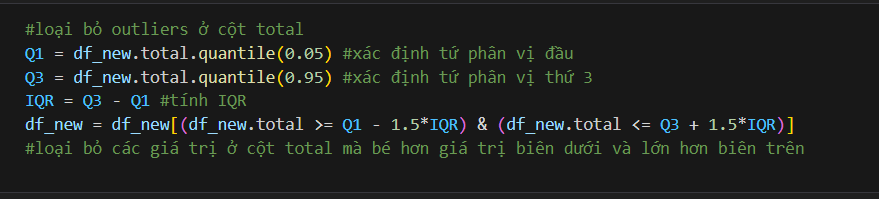 #loại bỏ outliers ở cột total
Q1 = df_new.total.quantile(0.05) #xác định tứ phân vị đầu
Q3 = df_new.total.quantile(0.95) #xác định tứ phân vị thứ 3
IQR = Q3 - Q1 #tính IQR
df_new = df_new[(df_new.total >= Q1 - 1.5*IQR) & (df_new.total <= Q3 + 1.5*IQR)]
#loại bỏ các giá trị ở cột total mà bé hơn giá trị biên dưới và lớn hơn biên trên